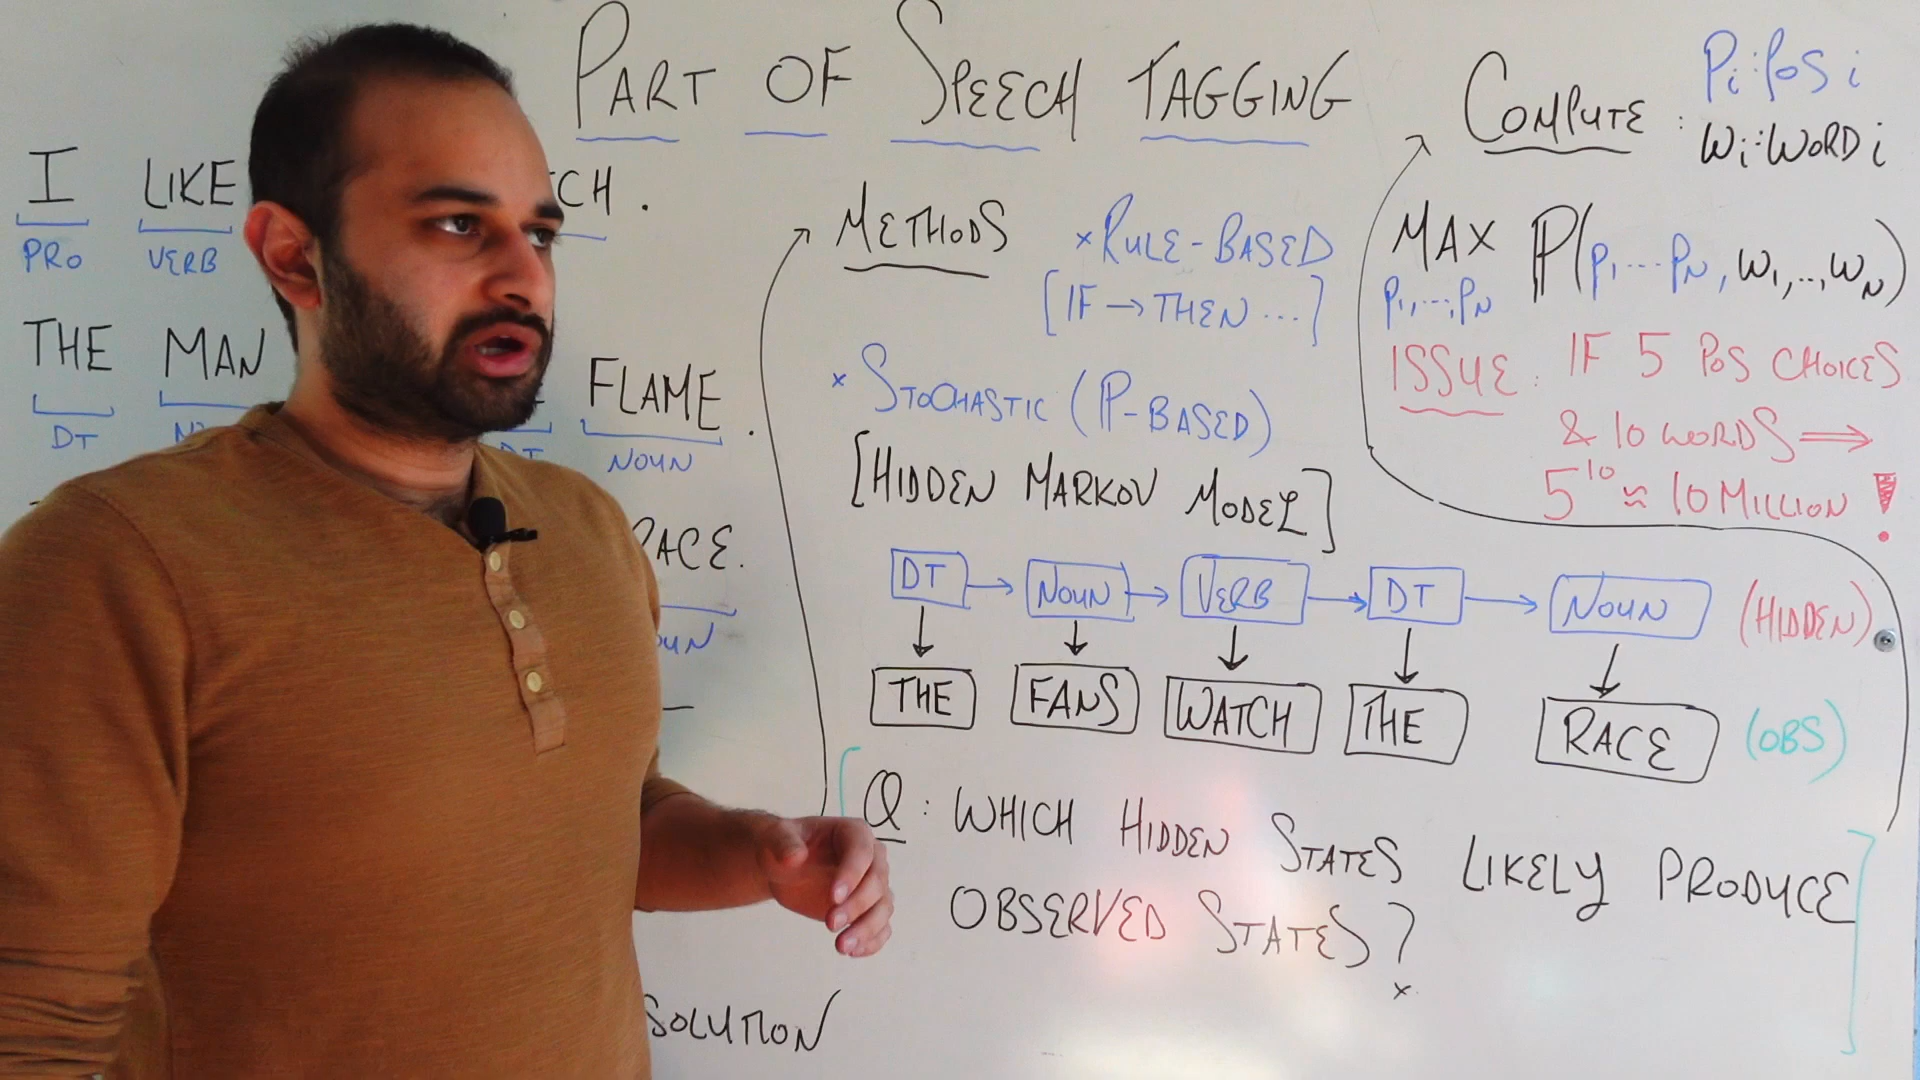 PART OF SPEECH TAGGING
I LIKE CH.
PRO VERB
THE MAN FLAME.
DT DT NOUN
RACE.
SOLUTION
METHODS
× RULE-BASED
[IF → THEN ...]
× STOCHASTIC (P-BASED)
[HIDDEN MARKOV MODEL]
DT → NOUN → VERB → DT → NOUN (HIDDEN)
THE FANS WATCH THE RACE (OBS)
Q: WHICH HIDDEN STATES LIKELY PRODUCE
OBSERVED STATES?
COMPUTE: Pi: POS i
Wi: WORD i
MAX P(P1...PN, W1,...,WN)
P1,...,PN
ISSUE: IF 5 POS CHOICES
& 10 WORDS ⇒
5^10 ≈ 10 MILLION!